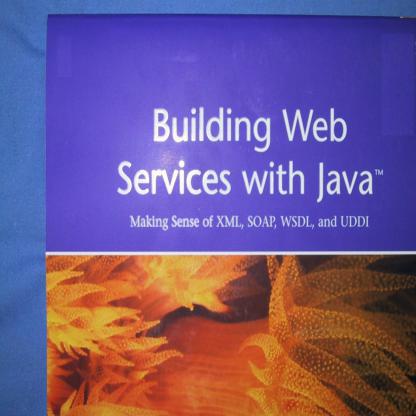 Building Web
Services with Java™
Making Sense of XML, SOAP, WSDL, and UDDI